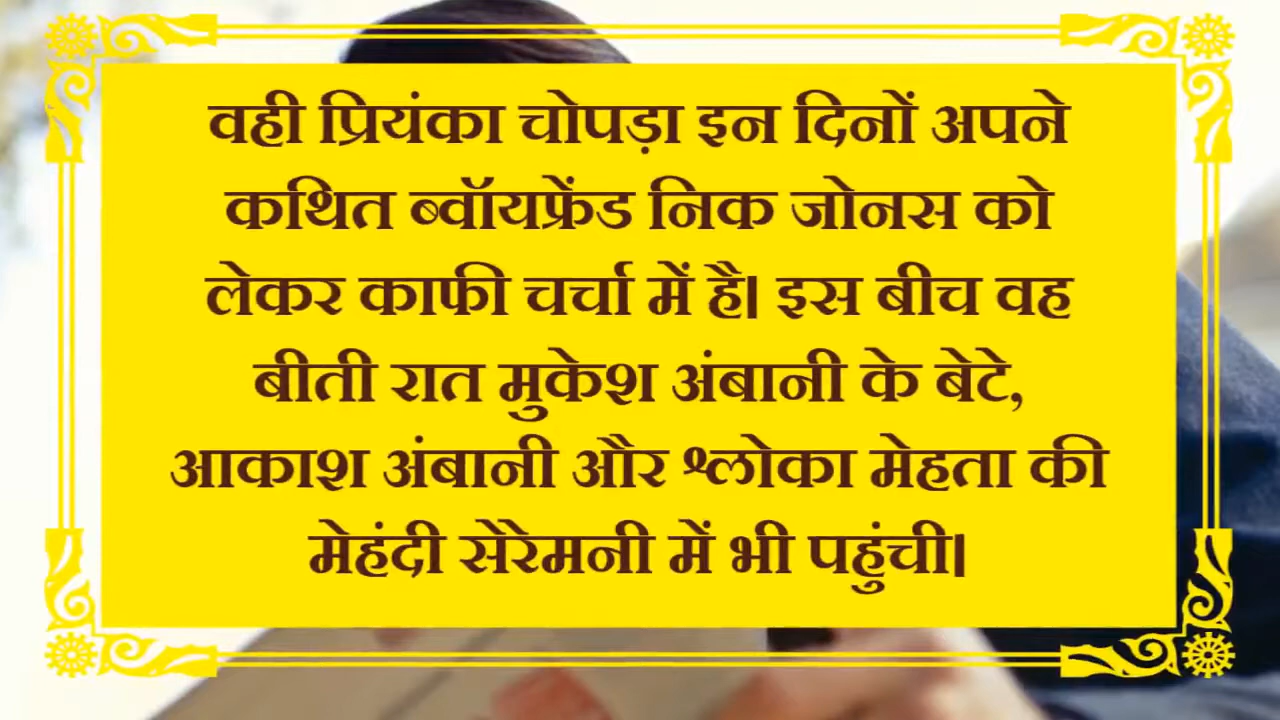 वही प्रियंका चोपड़ा इन दिनों अपने
कथित ब्वॉयफ्रेंड निक जोनस को
लेकर काफी चर्चा में है। इस बीच वह
बीती रात मुकेश अंबानी के बेटे,
आकाश अंबानी और श्लोका मेहता की
मेहंदी सेरेमनी में भी पहुंची।